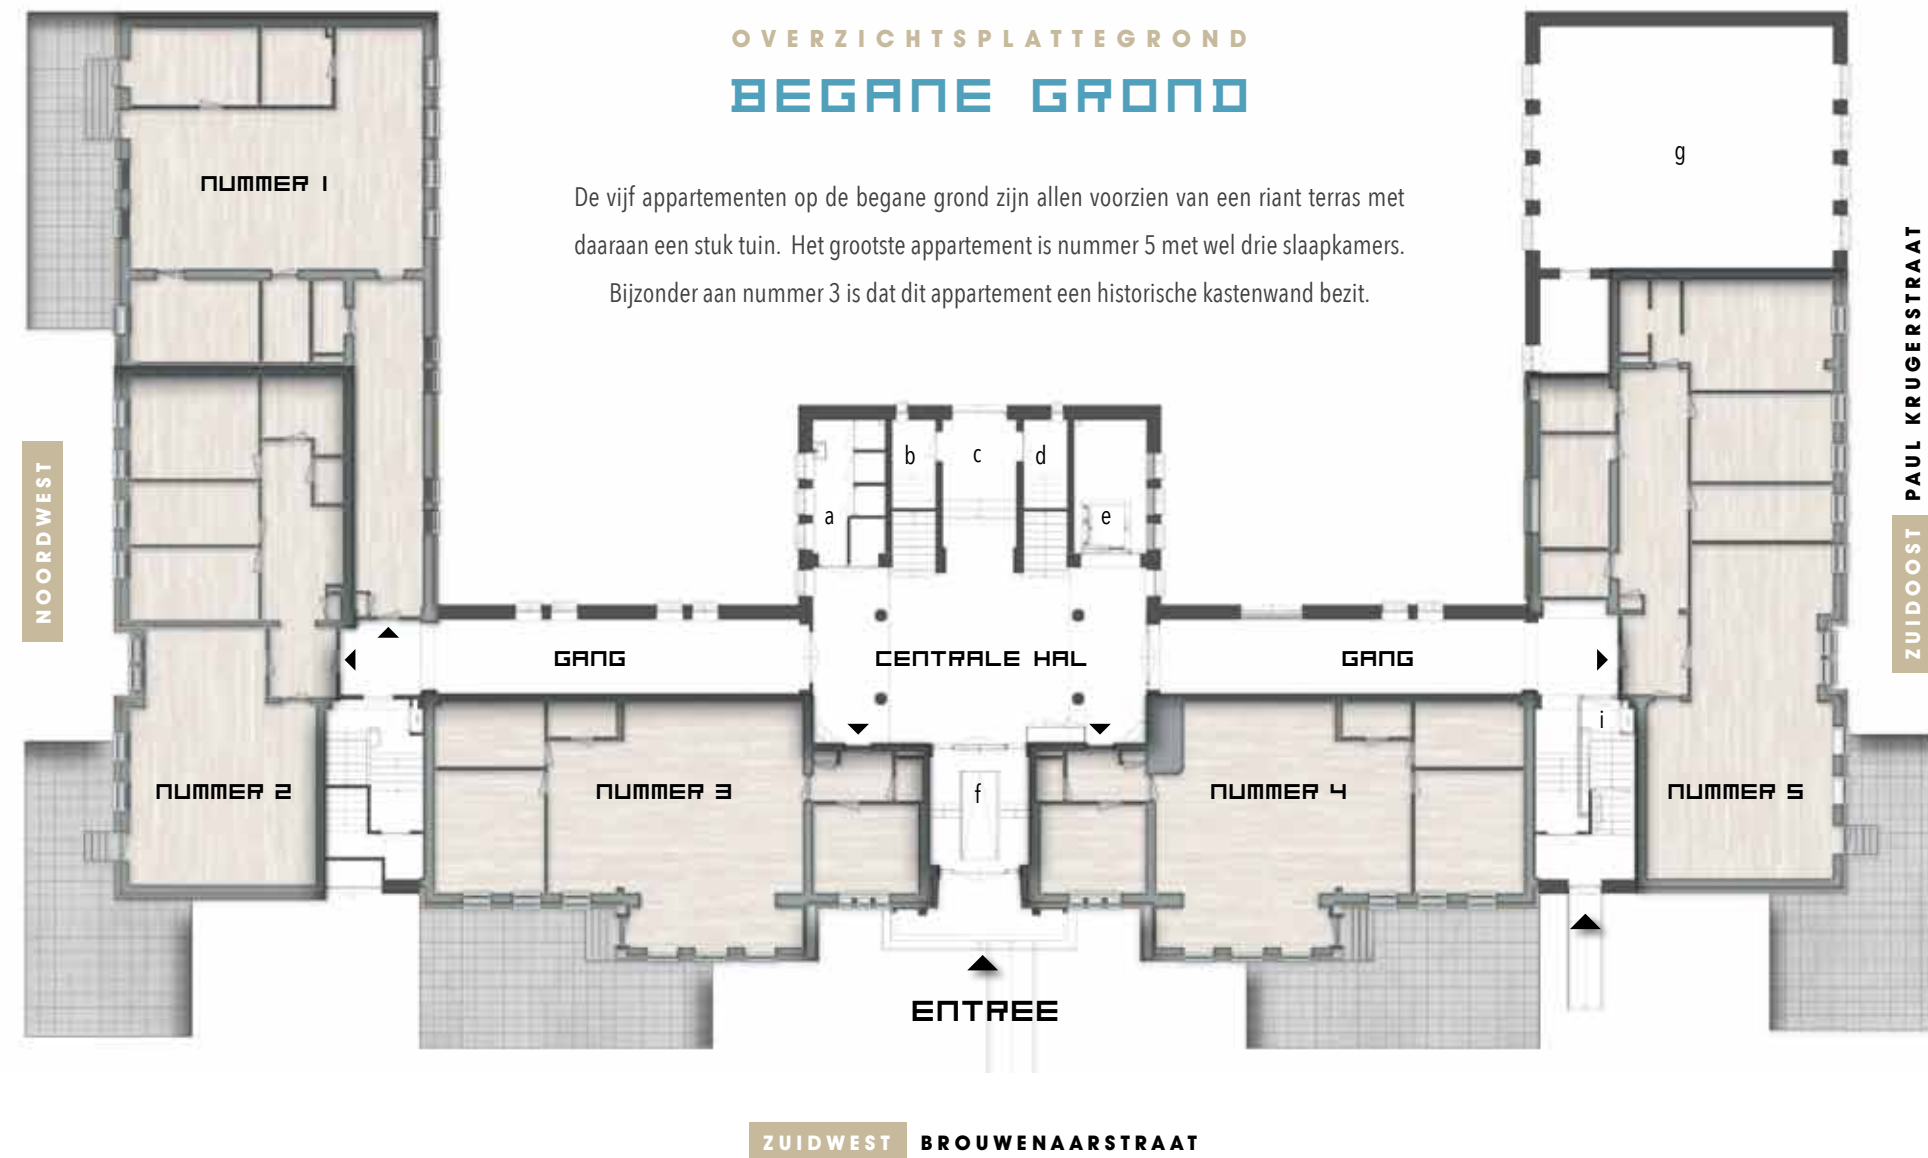 OVERZICHTSPLATTEGROND
BEGANE GROND
De vijf appartementen op de begane grond zijn allen voorzien van een riant terras met
daaraan een stuk tuin. Het grootste appartement is nummer 5 met wel drie slaapkamers.
Bijzonder aan nummer 3 is dat dit appartement een historische kastenwand bezit.
g
NUMMER 1
PAUL KRUGERSTRAAT
ZUIDOOST
NOORDWEST
b
c
d
a
e
GANG
CENTRALE HAL
GANG
i
NUMMER 2
NUMMER 3
f
NUMMER 4
NUMMER 5
ENTREE
ZUIDWEST BROUWENAARSTRAAT